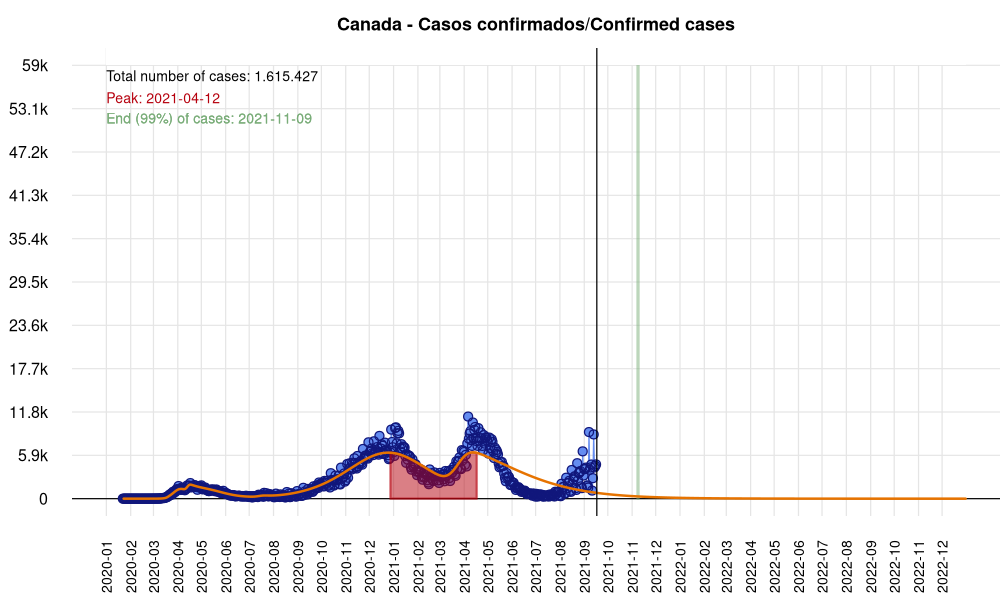 Canada - Casos confirmados/Confirmed cases
59k
Total number of cases: 1.615.427
Peak: 2021-04-12
End (99%) of cases: 2021-11-09
53.1k
47.2k
41.3k
35.4k
29.5k
23.6k
17.7k
11.8k
5.9k
0
2020-01
2020-02
2020-03
2020-04
2020-05
2020-06
2020-07
2020-08
2020-09
2020-10
2020-11
2020-12
2021-01
2021-02
2021-03
2021-04
2021-05
2021-06
2021-07
2021-08
2021-09
2021-10
2021-11
2021-12
2022-01
2022-02
2022-03
2022-04
2022-05
2022-06
2022-07
2022-08
2022-09
2022-10
2022-11
2022-12